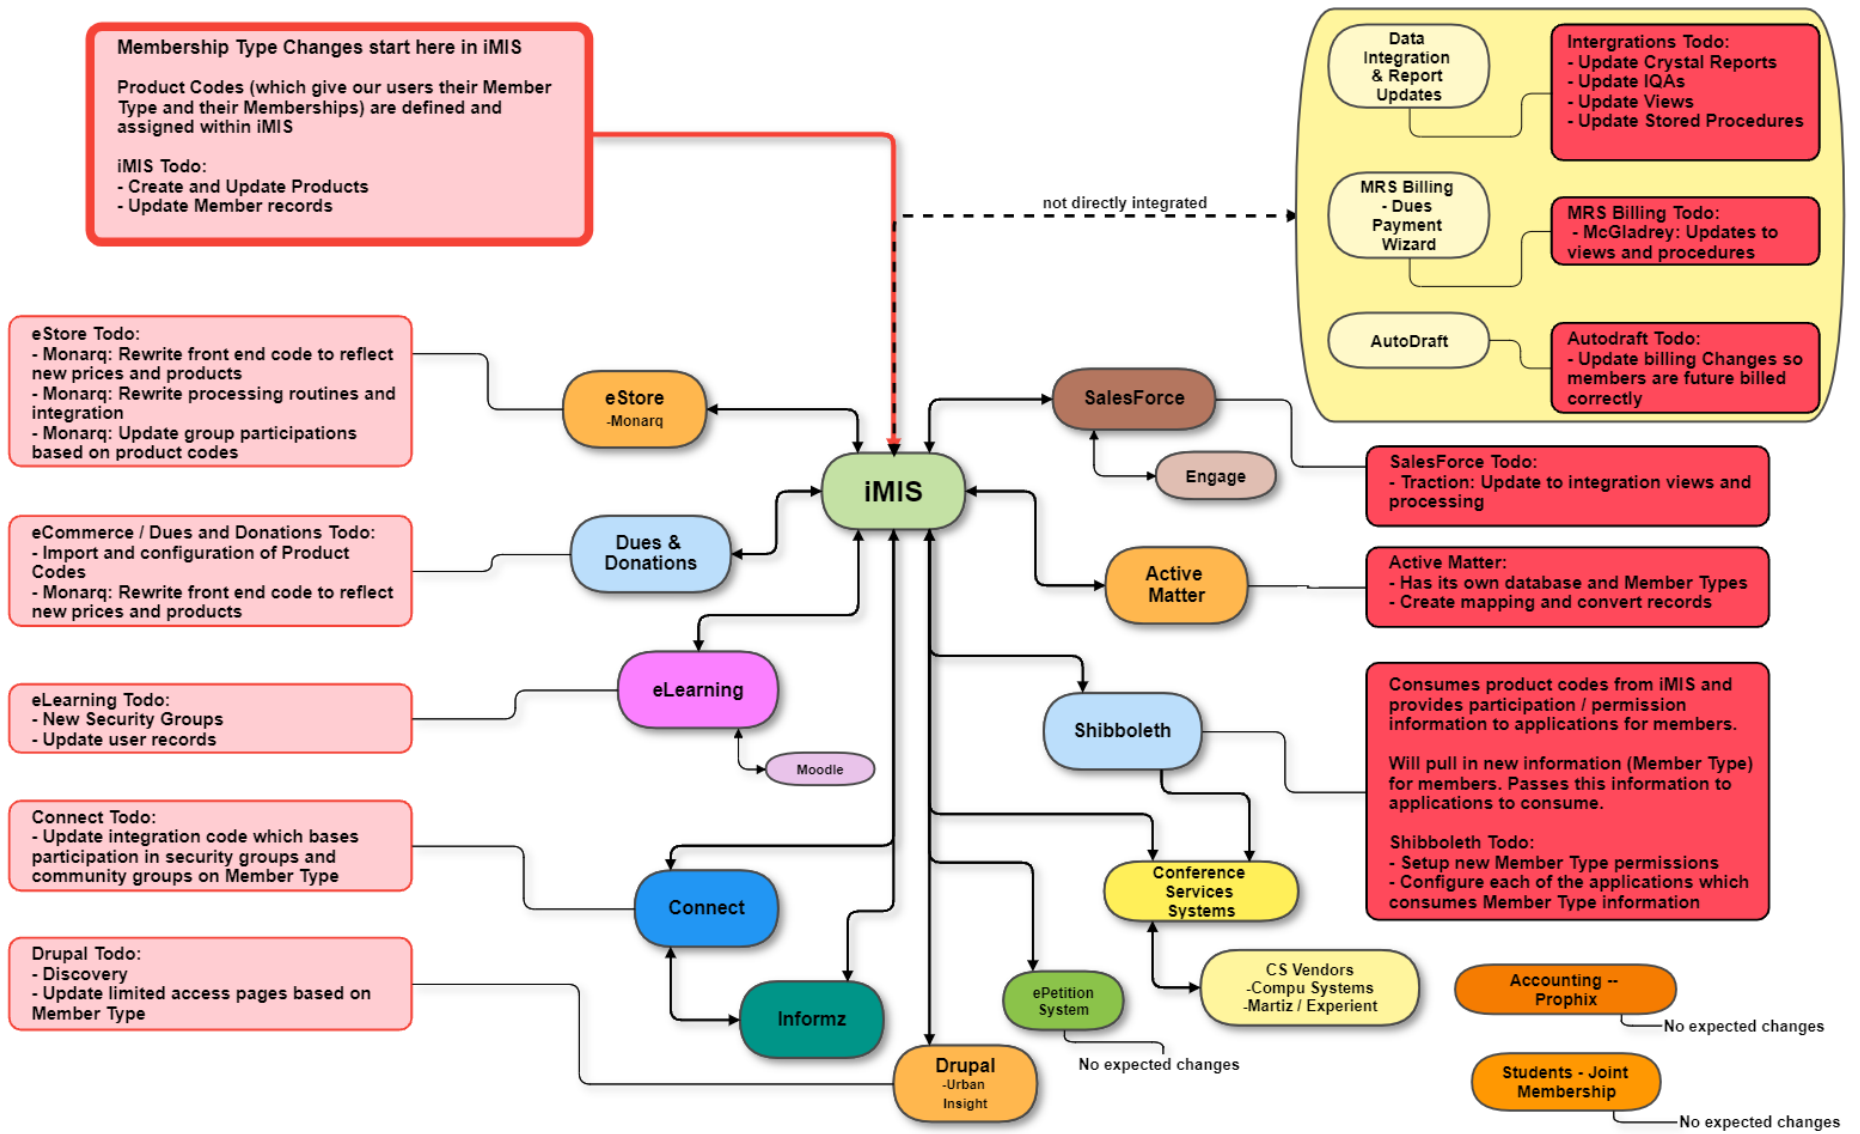 Membership Type Changes start here in iMIS
Product Codes (which give our users their Member
Type and their Memberships) are defined and
assigned within iMIS
iMIS Todo:
- Create and Update Products
- Update Member records
not directly integrated
Data
Integration
& Report
Updates
Intergrations Todo:
- Update Crystal Reports
- Update IQAs
- Update Views
- Update Stored Procedures
MRS Billing
- Dues
Payment
Wizard
MRS Billing Todo:
- McGladrey: Updates to
views and procedures
AutoDraft
Autodraft Todo:
- Update billing Changes so
members are future billed
correctly
eStore Todo:
- Monarq: Rewrite front end code to reflect
new prices and products
- Monarq: Rewrite processing routines and
integration
- Monarq: Update group participations
based on product codes
eStore
-Monarq
SalesForce
Engage
SalesForce Todo:
- Traction: Update to integration views and
processing
iMIS
eCommerce / Dues and Donations Todo:
- Import and configuration of Product
Codes
- Monarq: Rewrite front end code to reflect
new prices and products
Dues &
Donations
Active
Matter
Active Matter:
- Has its own database and Member Types
- Create mapping and convert records
eLearning Todo:
- New Security Groups
- Update user records
eLearning
Moodle
Shibboleth
Consumes product codes from iMIS and
provides participation / permission
information to applications for members.
Will pull in new information (Member Type)
for members. Passes this information to
applications to consume.
Shibboleth Todo:
- Setup new Member Type permissions
- Configure each of the applications which
consumes Member Type information
Connect Todo:
- Update integration code which bases
participation in security groups and
community groups on Member Type
Connect
Conference
Services
Systems
Drupal Todo:
- Discovery
- Update limited access pages based on
Member Type
Informz
ePetition
System
No expected changes
CS Vendors
-Compu Systems
-Martiz / Experient
Accounting --
Prophix
No expected changes
Drupal
-Urban
Insight
Students - Joint
Membership
No expected changes